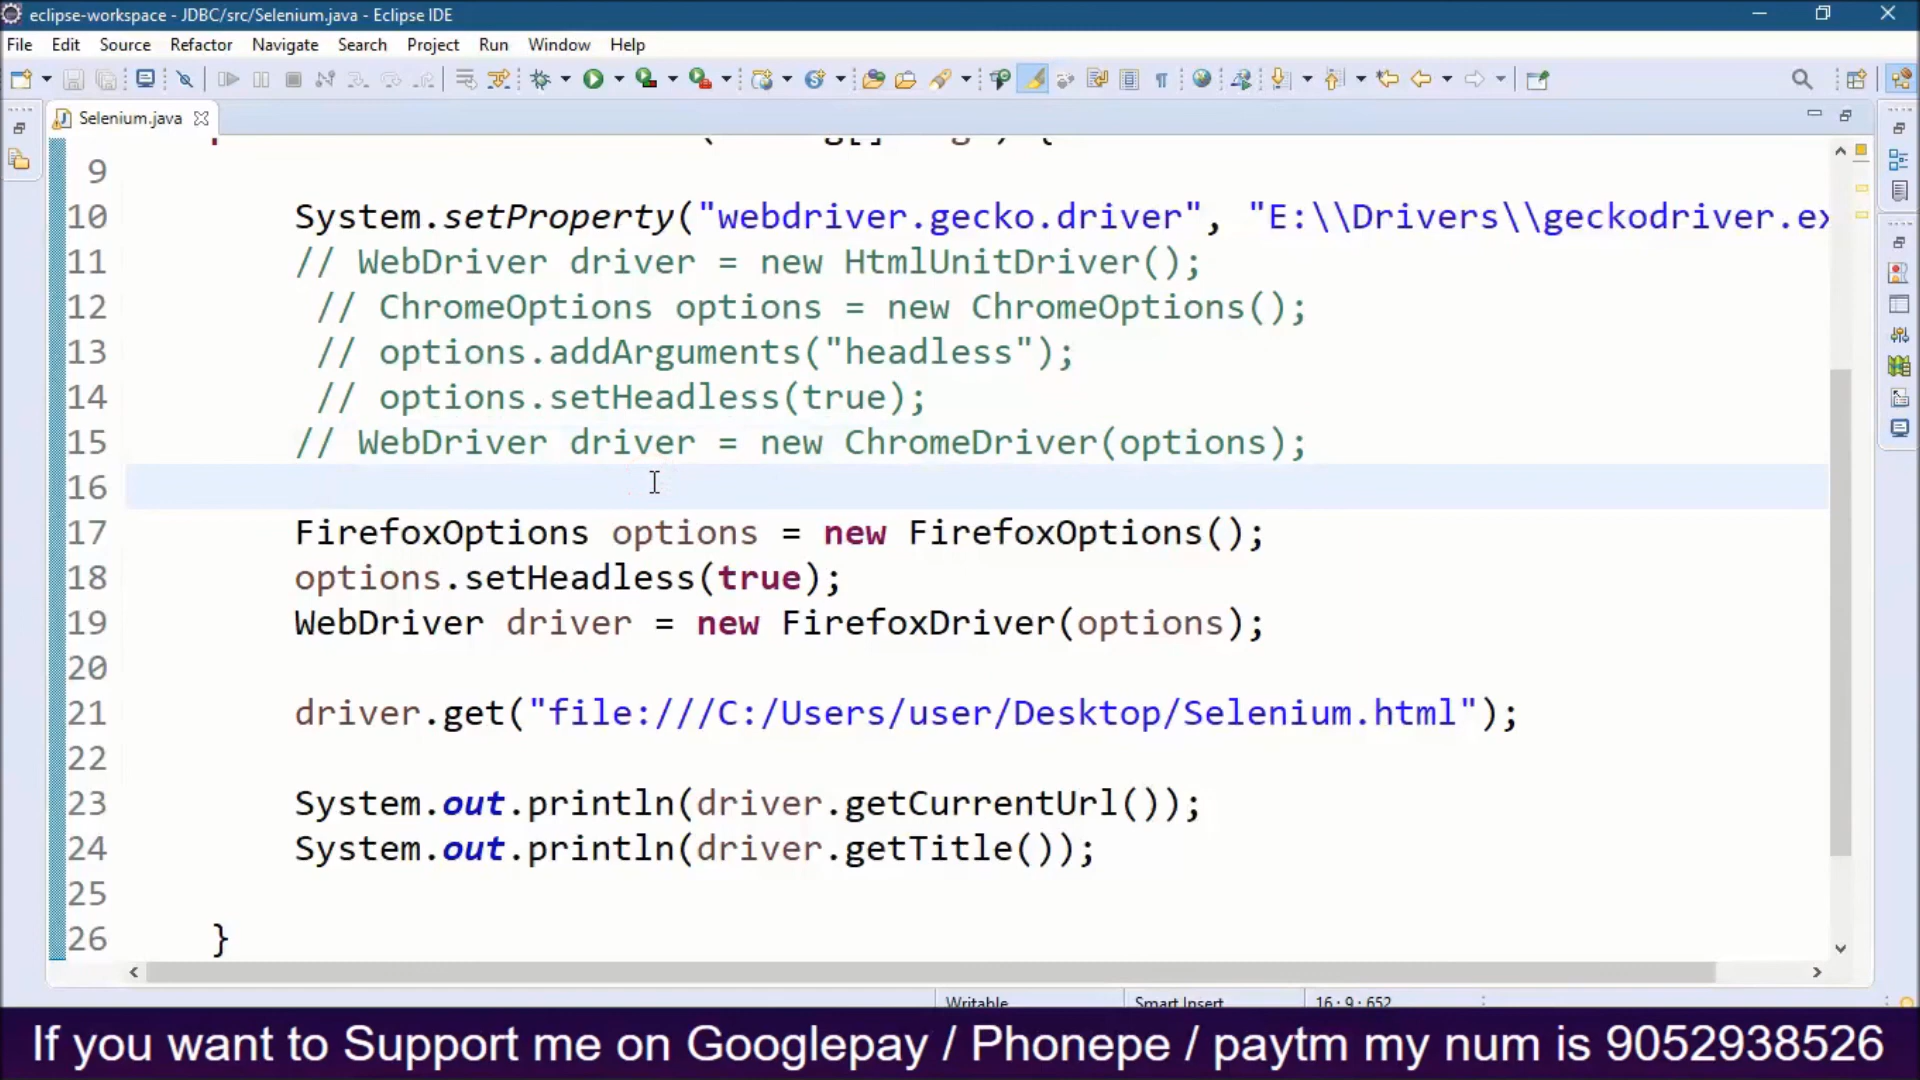 eclipse-workspace - JDBC/src/Selenium.java - Eclipse IDE
File Edit Source Refactor Navigate Search Project Run Window Help
Selenium.java
9
10 System.setProperty("webdriver.gecko.driver", "E:\\Drivers\\geckodriver.ex
11 // WebDriver driver = new HtmlUnitDriver();
12 // ChromeOptions options = new ChromeOptions();
13 // options.addArguments("headless");
14 // options.setHeadless(true);
15 // WebDriver driver = new ChromeDriver(options);
16
17 FirefoxOptions options = new FirefoxOptions();
18 options.setHeadless(true);
19 WebDriver driver = new FirefoxDriver(options);
20
21 driver.get("file:///C:/Users/user/Desktop/Selenium.html");
22
23 System.out.println(driver.getCurrentUrl());
24 System.out.println(driver.getTitle());
25
26 }
Writable Smart Insert 16 : 9 : 652
If you want to Support me on Googlepay / Phonepe / paytm my num is 9052938526